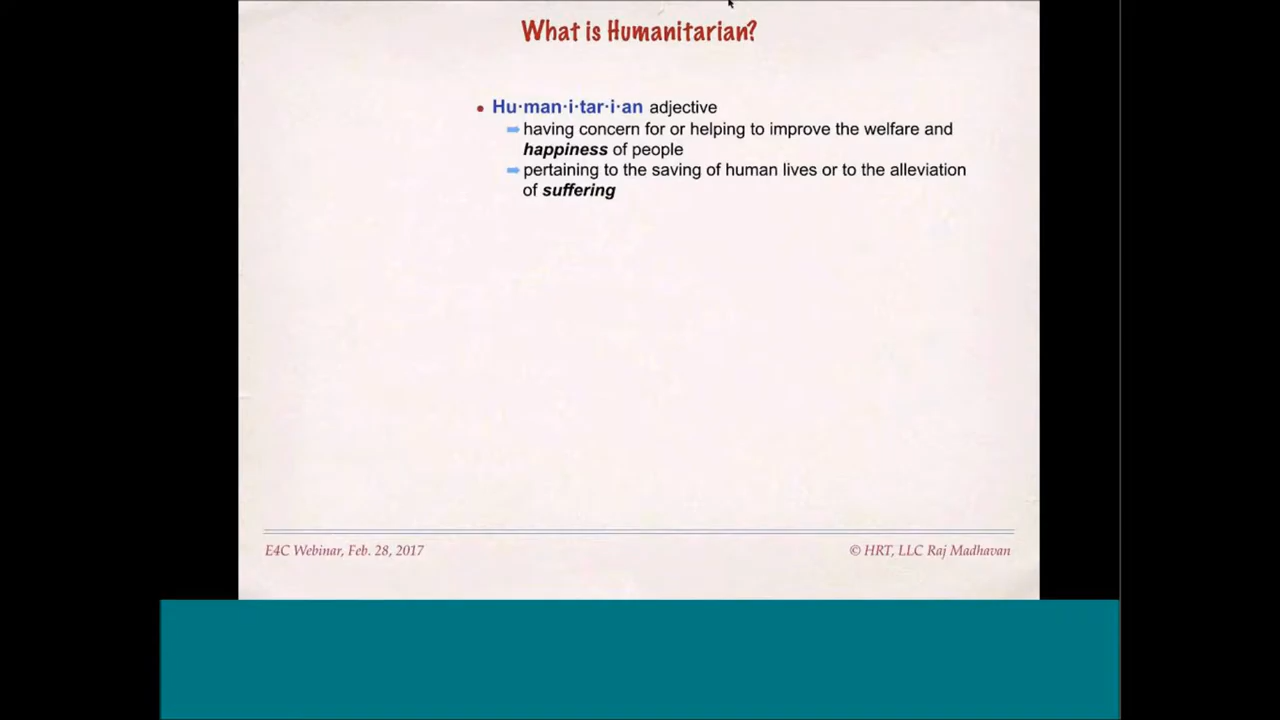 What is Humanitarian?
• Hu·man·i·tar·i·an adjective
➡ having concern for or helping to improve the welfare and
happiness of people
➡ pertaining to the saving of human lives or to the alleviation
of suffering
E4C Webinar, Feb. 28, 2017
© HRT, LLC Raj Madhavan